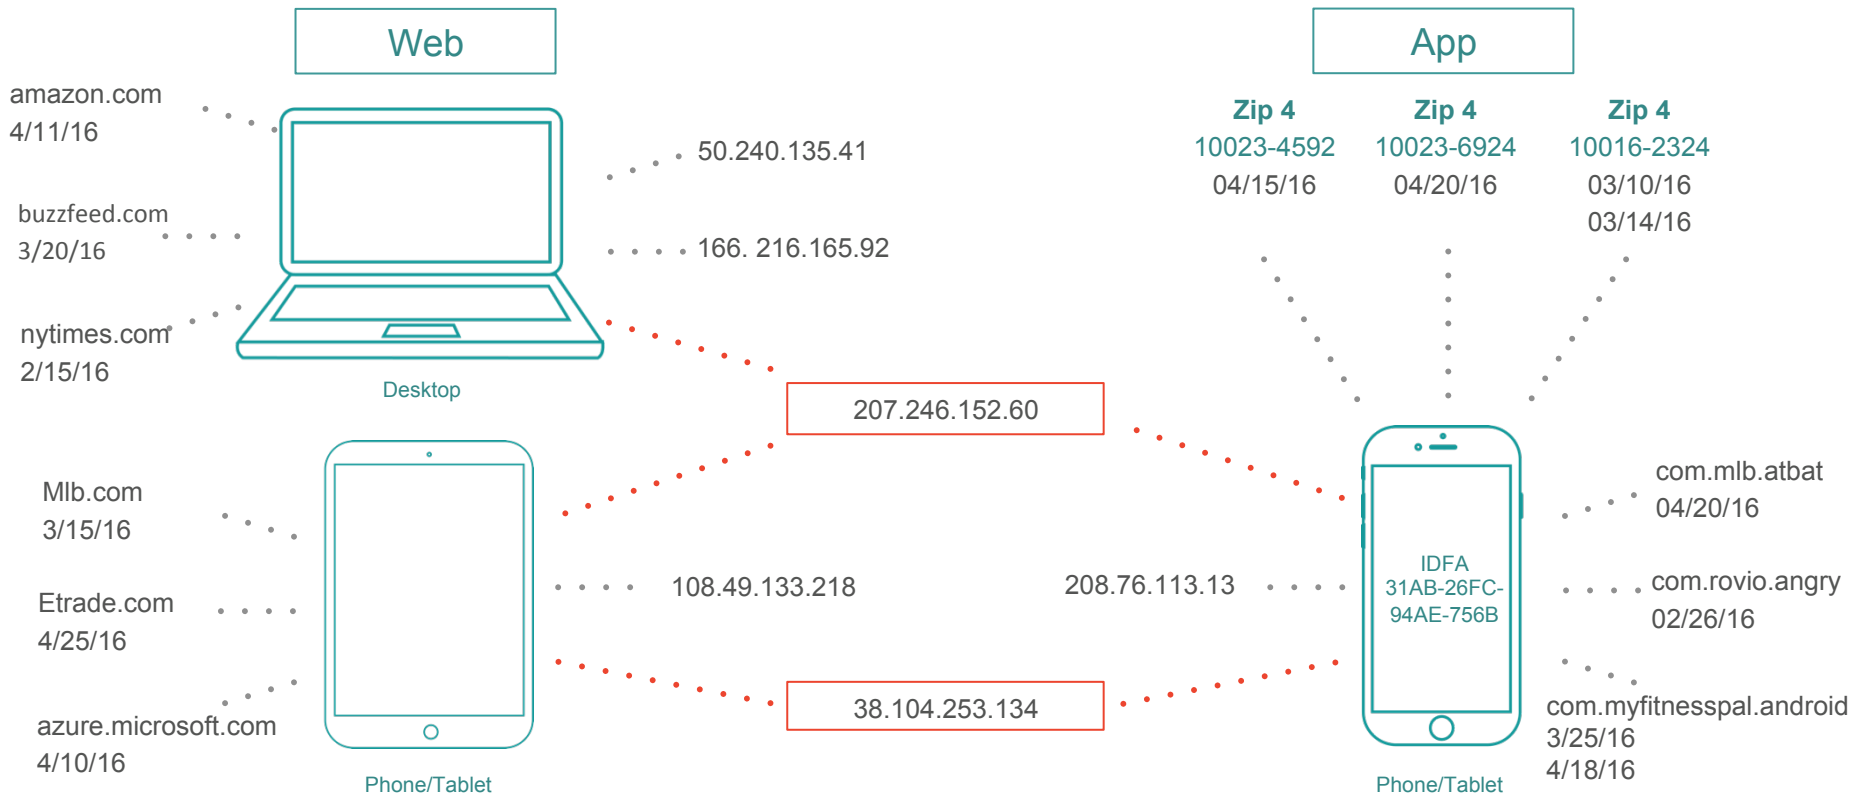 Web
App
amazon.com
4/11/16
buzzfeed.com
3/20/16
nytimes.com
2/15/16
50.240.135.41
166. 216.165.92
Desktop
Zip 4
10023-4592
04/15/16
Zip 4
10023-6924
04/20/16
Zip 4
10016-2324
03/10/16
03/14/16
207.246.152.60
Mlb.com
3/15/16
Etrade.com
4/25/16
azure.microsoft.com
4/10/16
108.49.133.218
208.76.113.13
38.104.253.134
Phone/Tablet
IDFA
31AB-26FC-
94AE-756B
com.mlb.atbat
04/20/16
com.rovio.angry
02/26/16
com.myfitnesspal.android
3/25/16
4/18/16
Phone/Tablet